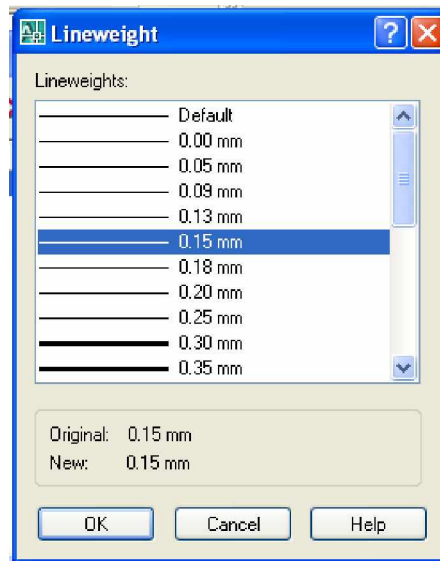 Lineweight
Lineweights:
Default
0.00 mm
0.05 mm
0.09 mm
0.13 mm
0.15 mm
0.18 mm
0.20 mm
0.25 mm
0.30 mm
0.35 mm
Original: 0.15 mm
New: 0.15 mm
OK Cancel Help